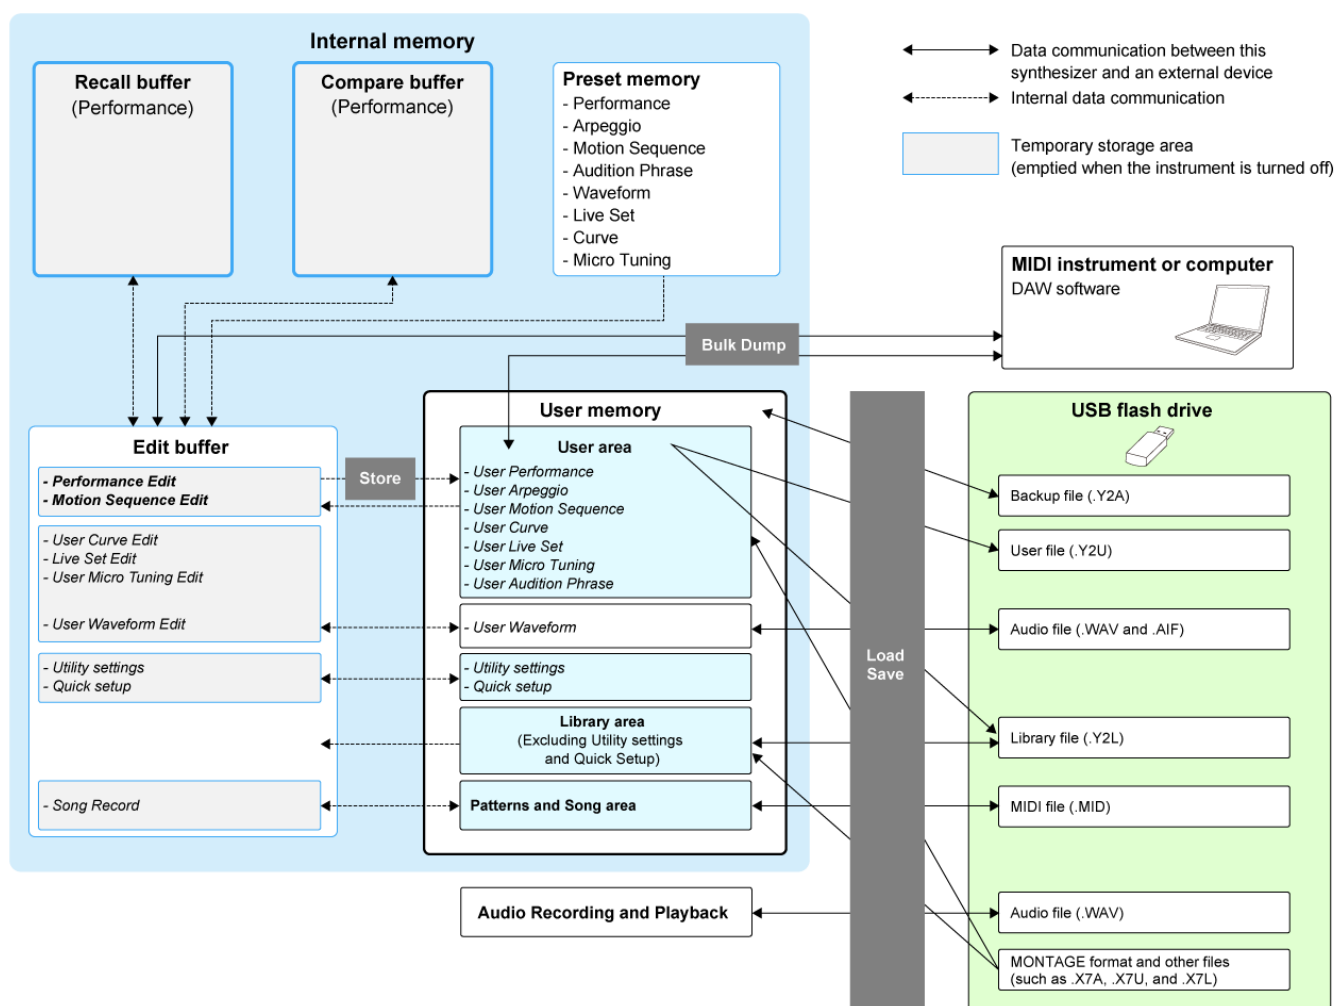 Internal memory
Recall buffer
(Performance)
Compare buffer
(Performance)
Preset memory
- Performance
- Arpeggio
- Motion Sequence
- Audition Phrase
- Waveform
- Live Set
- Curve
- Micro Tuning
Data communication between this
synthesizer and an external device
Internal data communication
Temporary storage area
(emptied when the instrument is turned off)
MIDI instrument or computer
DAW software
Bulk Dump
Edit buffer
- Performance Edit
- Motion Sequence Edit
- User Curve Edit
- Live Set Edit
- User Micro Tuning Edit
- User Waveform Edit
- Utility settings
- Quick setup
- Song Record
Store
User memory
User area
- User Performance
- User Arpeggio
- User Motion Sequence
- User Curve
- User Live Set
- User Micro Tuning
- User Audition Phrase
- User Waveform
- Utility settings
- Quick setup
Library area
(Excluding Utility settings
and Quick Setup)
Patterns and Song area
Audio Recording and Playback
Load
Save
USB flash drive
Backup file (.Y2A)
User file (.Y2U)
Audio file (.WAV and .AIF)
Library file (.Y2L)
MIDI file (.MID)
Audio file (.WAV)
MONTAGE format and other files
(such as .X7A, .X7U, and .X7L)